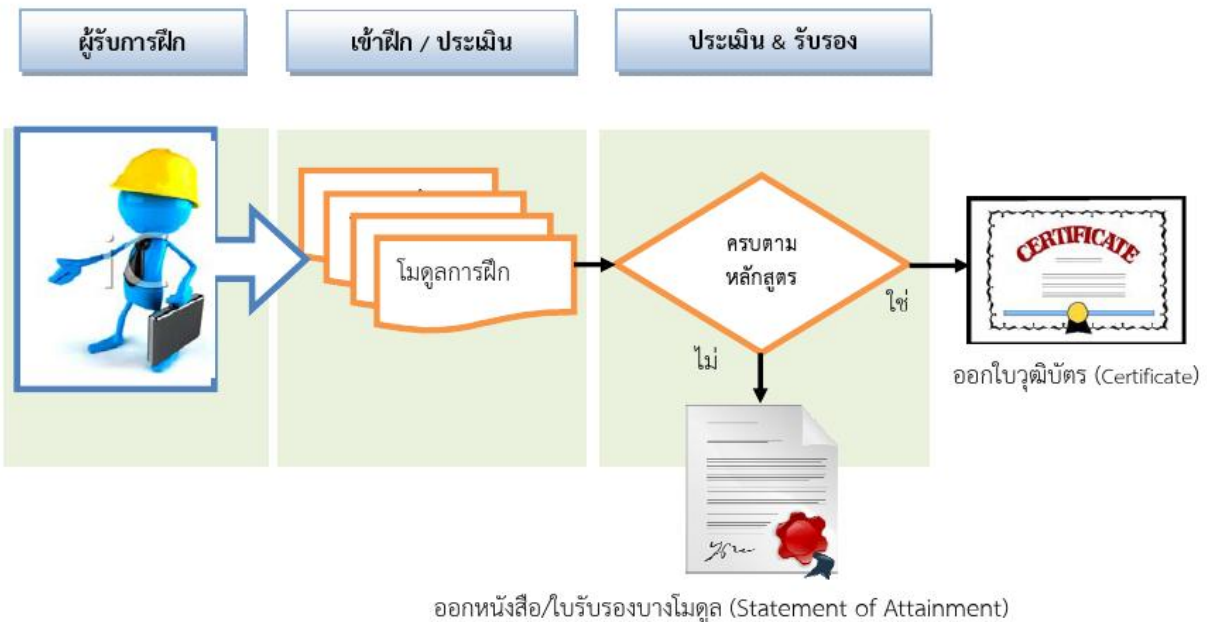 ผู้รับการฝึก
เข้าฝึก / ประเมิน
ประเมิน & รับรอง
โมดูลการฝึก
ครบตาม
หลักสูตร
ใช่
ไม่
CERTIFICATE
ออกใบวุฒิบัตร (Certificate)
ออกหนังสือ/ใบรับรองบางโมดูล (Statement of Attainment)